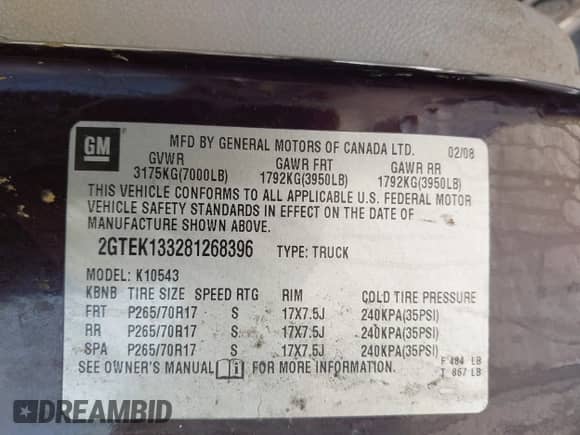 GM
MFD BY GENERAL MOTORS OF CANADA LTD. 02/08
GVWR GAWR FRT GAWR RR
3175KG(7000LB) 1792KG(3950LB) 1792KG(3950LB)
THIS VEHICLE CONFORMS TO ALL APPLICABLE U.S. FEDERAL MOTOR
VEHICLE SAFETY STANDARDS IN EFFECT ON THE DATE OF
MANUFACTURE SHOWN ABOVE.
2GTEK133281268396 TYPE: TRUCK
MODEL: K10543
KBNB TIRE SIZE SPEED RTG RIM COLD TIRE PRESSURE
FRT P265/70R17 S 17X7.5J 240KPA(35PSI)
RR P265/70R17 S 17X7.5J 240KPA(35PSI)
SPA P265/70R17 S 17X7.5J 240KPA(35PSI)
SEE OWNER'S MANUAL FOR MORE INFORMATION.
F 484 LB
T 867 LB
DREAMBID